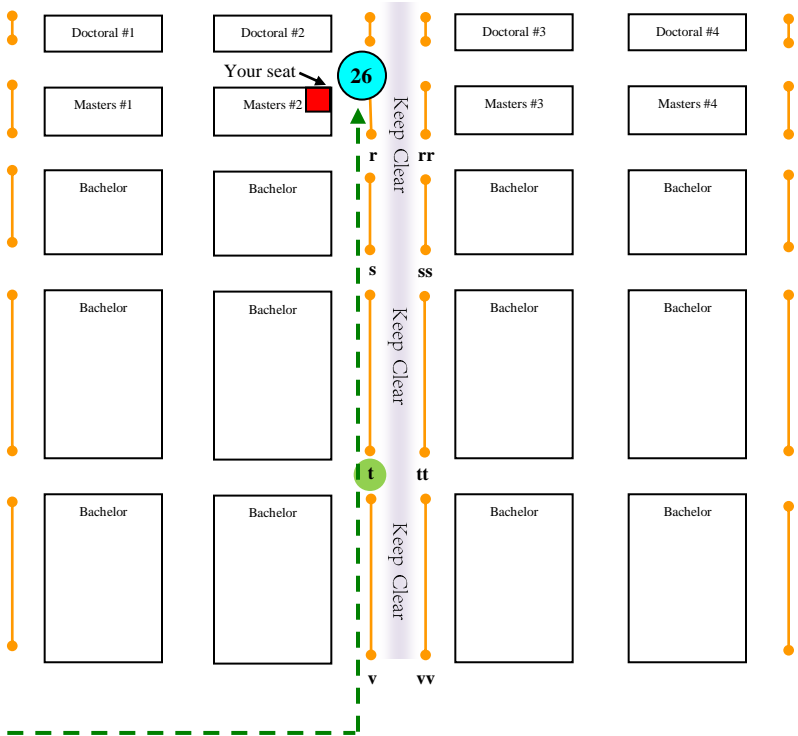 Doctoral #1
Doctoral #2
Doctoral #3
Doctoral #4
Your seat
26
Masters #1
Masters #2
Masters #3
Masters #4
Keep Clear
r
rr
Bachelor
Bachelor
Bachelor
Bachelor
s
ss
Bachelor
Bachelor
Keep Clear
Bachelor
Bachelor
t
tt
Bachelor
Bachelor
Keep Clear
Bachelor
Bachelor
v
vv